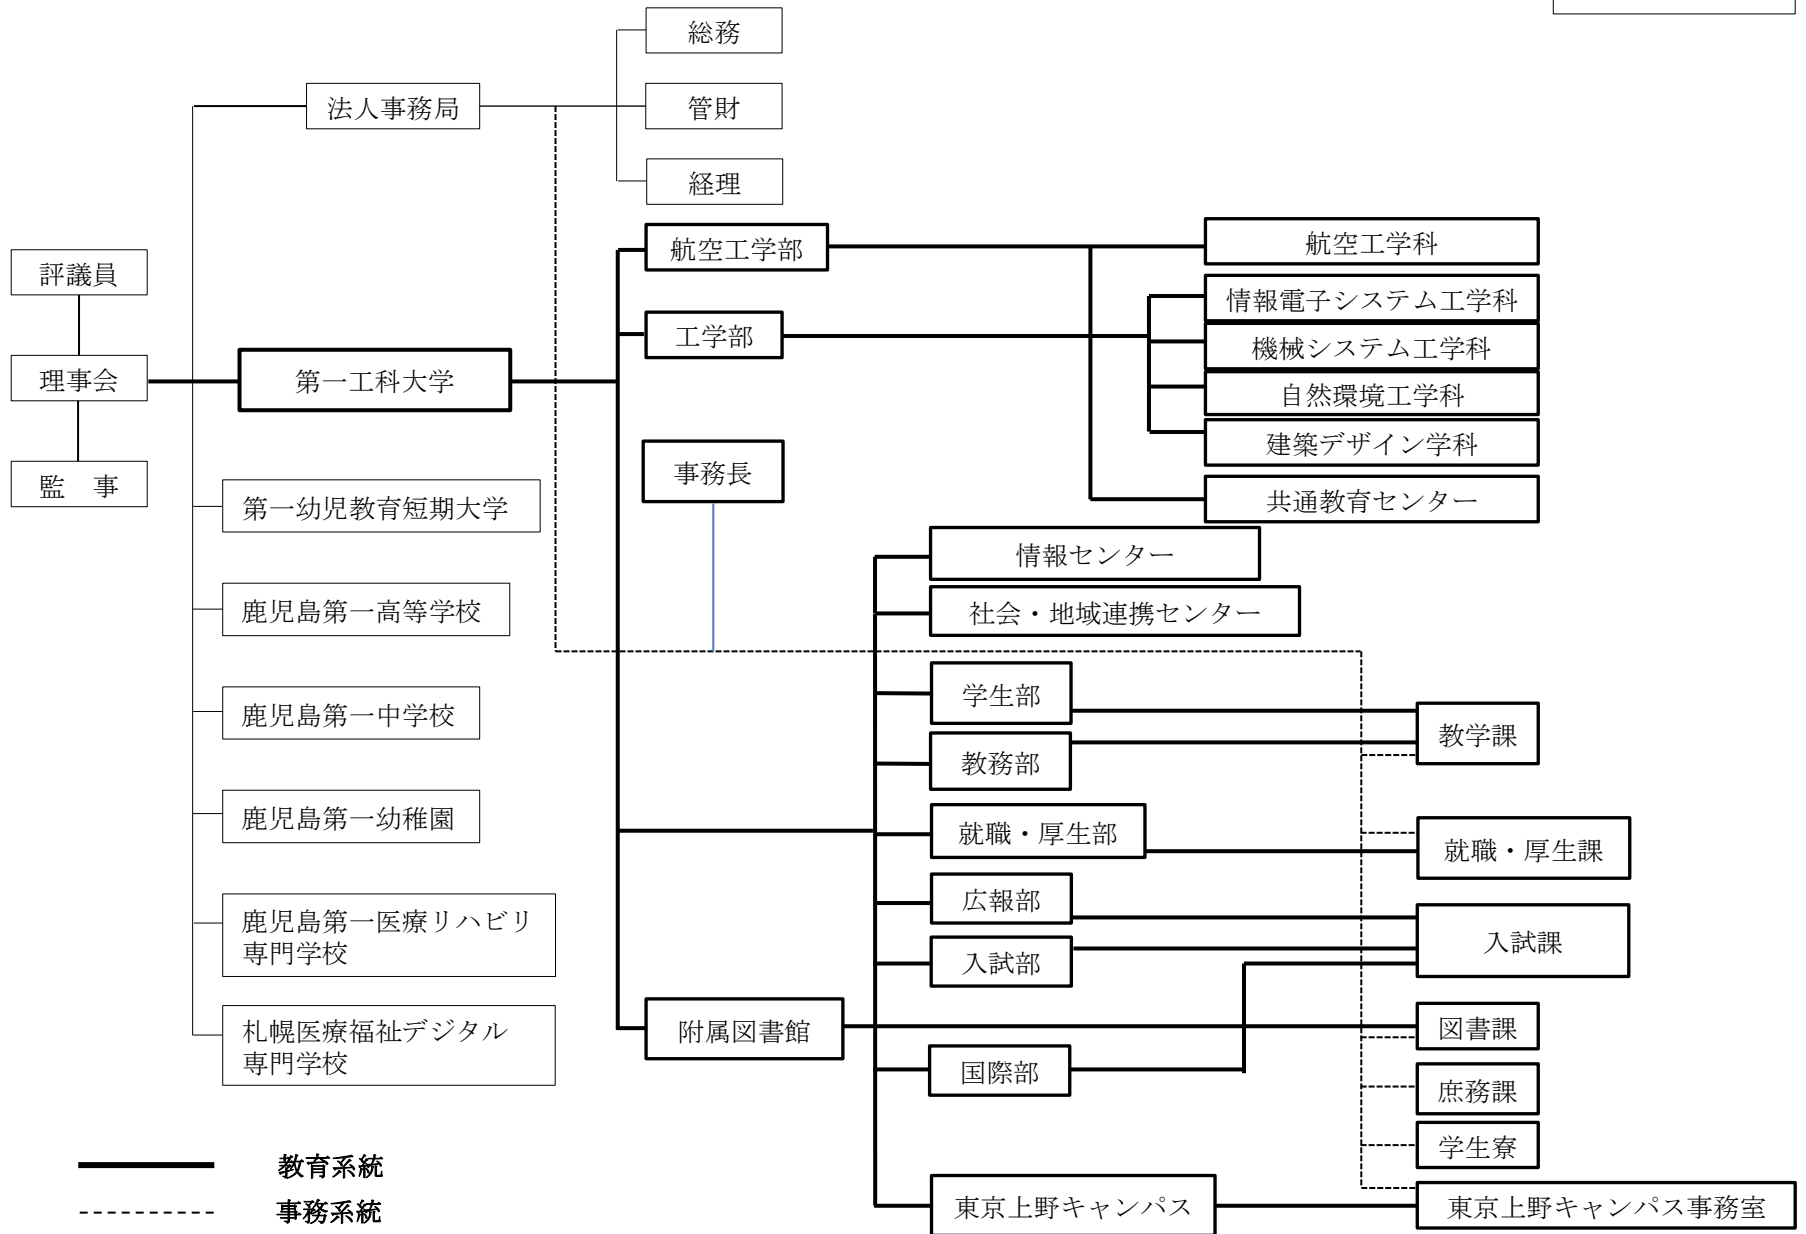 総務
法人事務局
管財
経理
航空工学部
航空工学科
評議員
情報電子システム工学科
工学部
機械システム工学科
理事会
第一工科大学
自然環境工学科
建築デザイン学科
監　事
事務長
第一幼児教育短期大学
共通教育センター
情報センター
鹿児島第一高等学校
社会・地域連携センター
学生部
鹿児島第一中学校
教学課
教務部
鹿児島第一幼稚園
就職・厚生部
就職・厚生課
広報部
鹿児島第一医療リハビリ
専門学校
入試課
入試部
附属図書館
図書課
札幌医療福祉デジタル
専門学校
国際部
庶務課
学生寮
教育系統
事務系統
東京上野キャンパス
東京上野キャンパス事務室